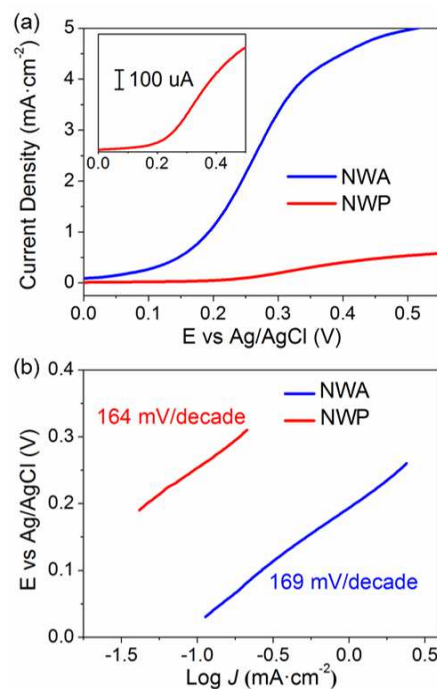 (a)
Current Density (mA·cm-2)
5
4
3
2
1
0
100 uA
0.0 0.2 0.4
NWA
NWP
0.0 0.1 0.2 0.3 0.4 0.5
E vs Ag/AgCl (V)
(b)
E vs Ag/AgCl (V)
0.4
0.3
0.2
0.1
0.0
NWA
NWP
164 mV/decade
169 mV/decade
-1.5 -1.0 -0.5 0.0 0.5
Log J (mA·cm-2)